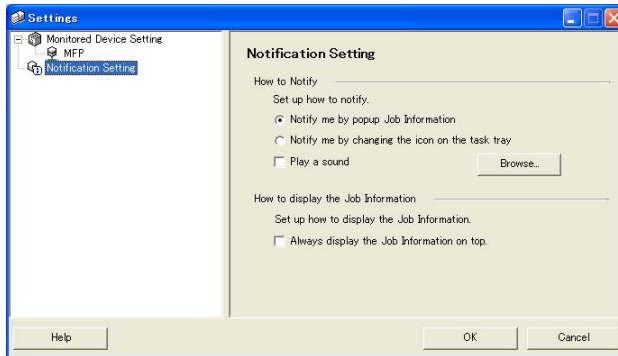 Settings
Monitored Device Setting
MFP
Notification Setting
Notification Setting
How to Notify
Set up how to notify.
Notify me by popup Job Information
Notify me by changing the icon on the task tray
Play a sound
Browse...
How to display the Job Information
Set up how to display the Job Information.
Always display the Job Information on top.
Help
OK
Cancel